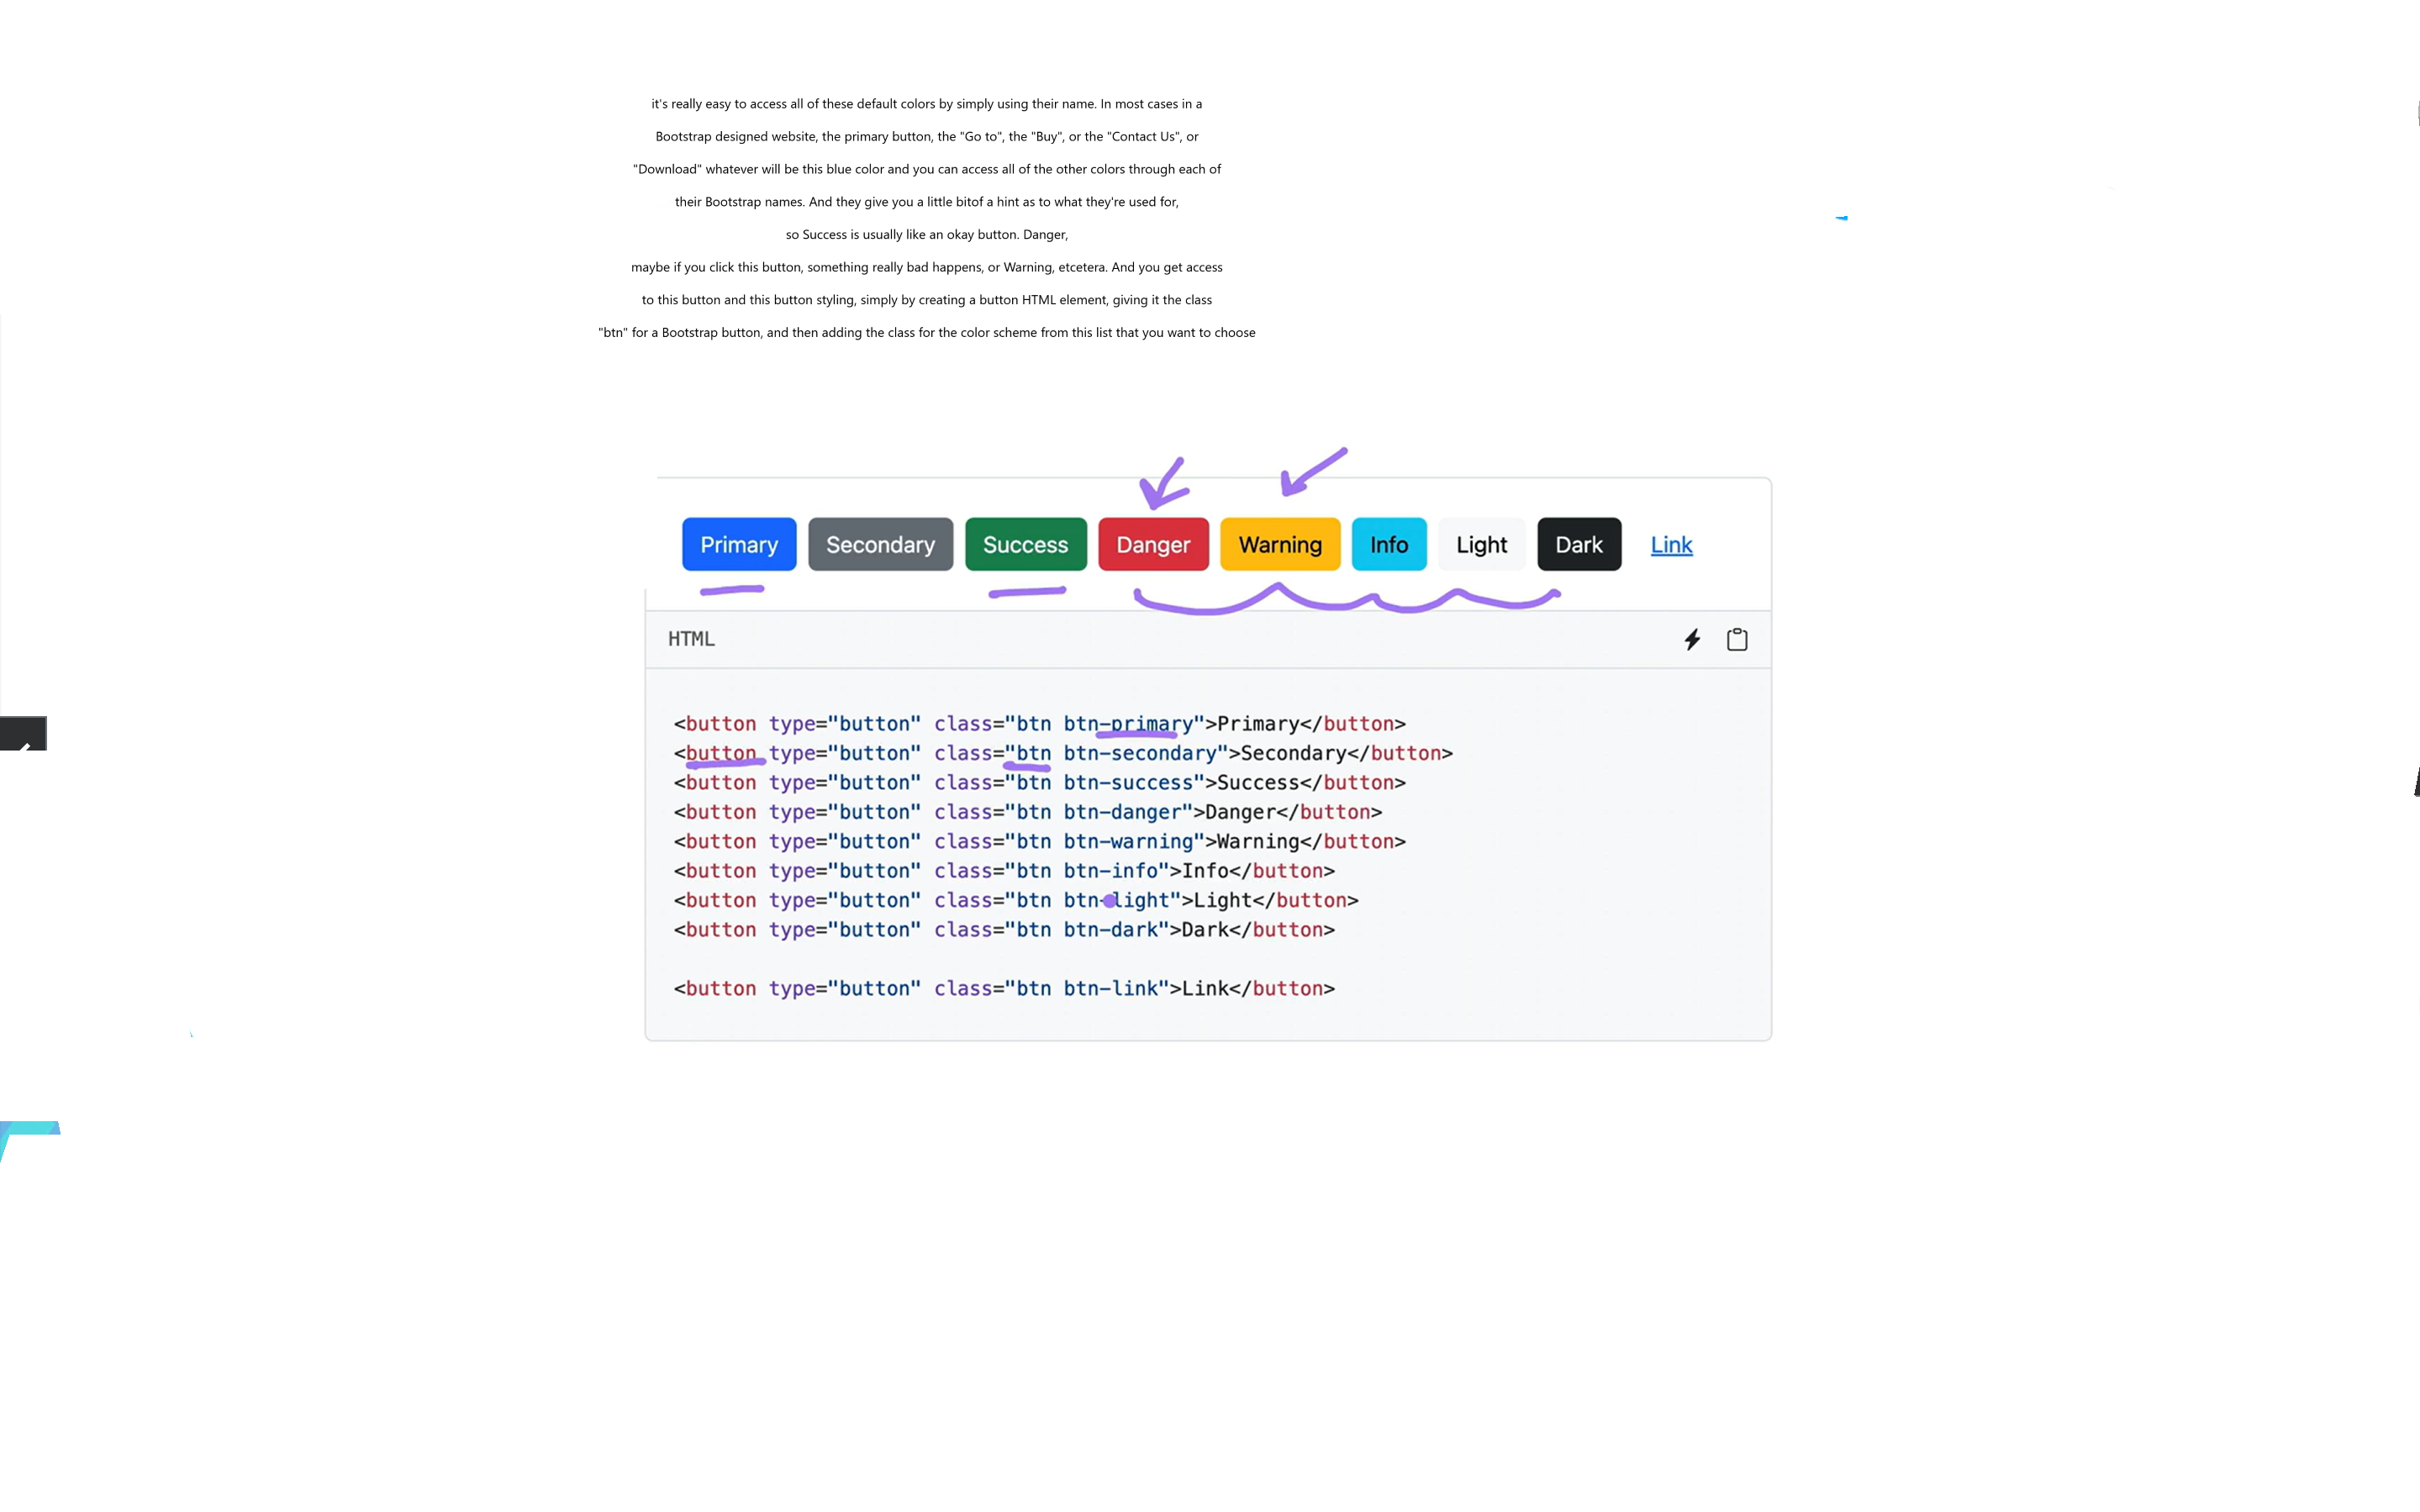 it's really easy to access all of these default colors by simply using their name. In most cases in a
Bootstrap designed website, the primary button, the "Go to", the "Buy", or the "Contact Us", or
"Download" whatever will be this blue color and you can access all of the other colors through each of
their Bootstrap names. And they give you a little bitof a hint as to what they're used for,
so Success is usually like an okay button. Danger,
maybe if you click this button, something really bad happens, or Warning, etcetera. And you get access
to this button and this button styling, simply by creating a button HTML element, giving it the class
"btn" for a Bootstrap button, and then adding the class for the color scheme from this list that you want to choose
Primary Secondary Success Danger Warning Info Light Dark Link
HTML
<button type="button" class="btn btn-primary">Primary</button>
<button type="button" class="btn btn-secondary">Secondary</button>
<button type="button" class="btn btn-success">Success</button>
<button type="button" class="btn btn-danger">Danger</button>
<button type="button" class="btn btn-warning">Warning</button>
<button type="button" class="btn btn-info">Info</button>
<button type="button" class="btn btn-light">Light</button>
<button type="button" class="btn btn-dark">Dark</button>
<button type="button" class="btn btn-link">Link</button>